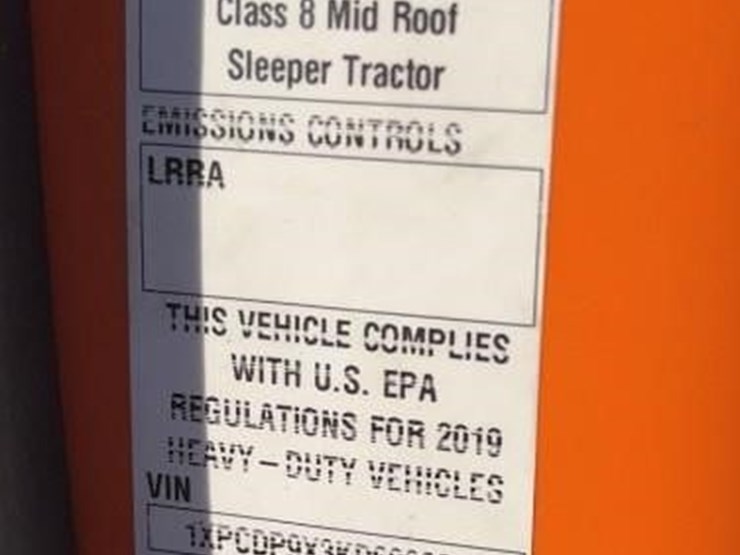 Class 8 Mid Roof
Sleeper Tractor
EMISSIONS CONTROLS
LRRA
THIS VEHICLE COMPLIES
WITH U.S. EPA
REGULATIONS FOR 2019
HEAVY-DUTY VEHICLES
VIN